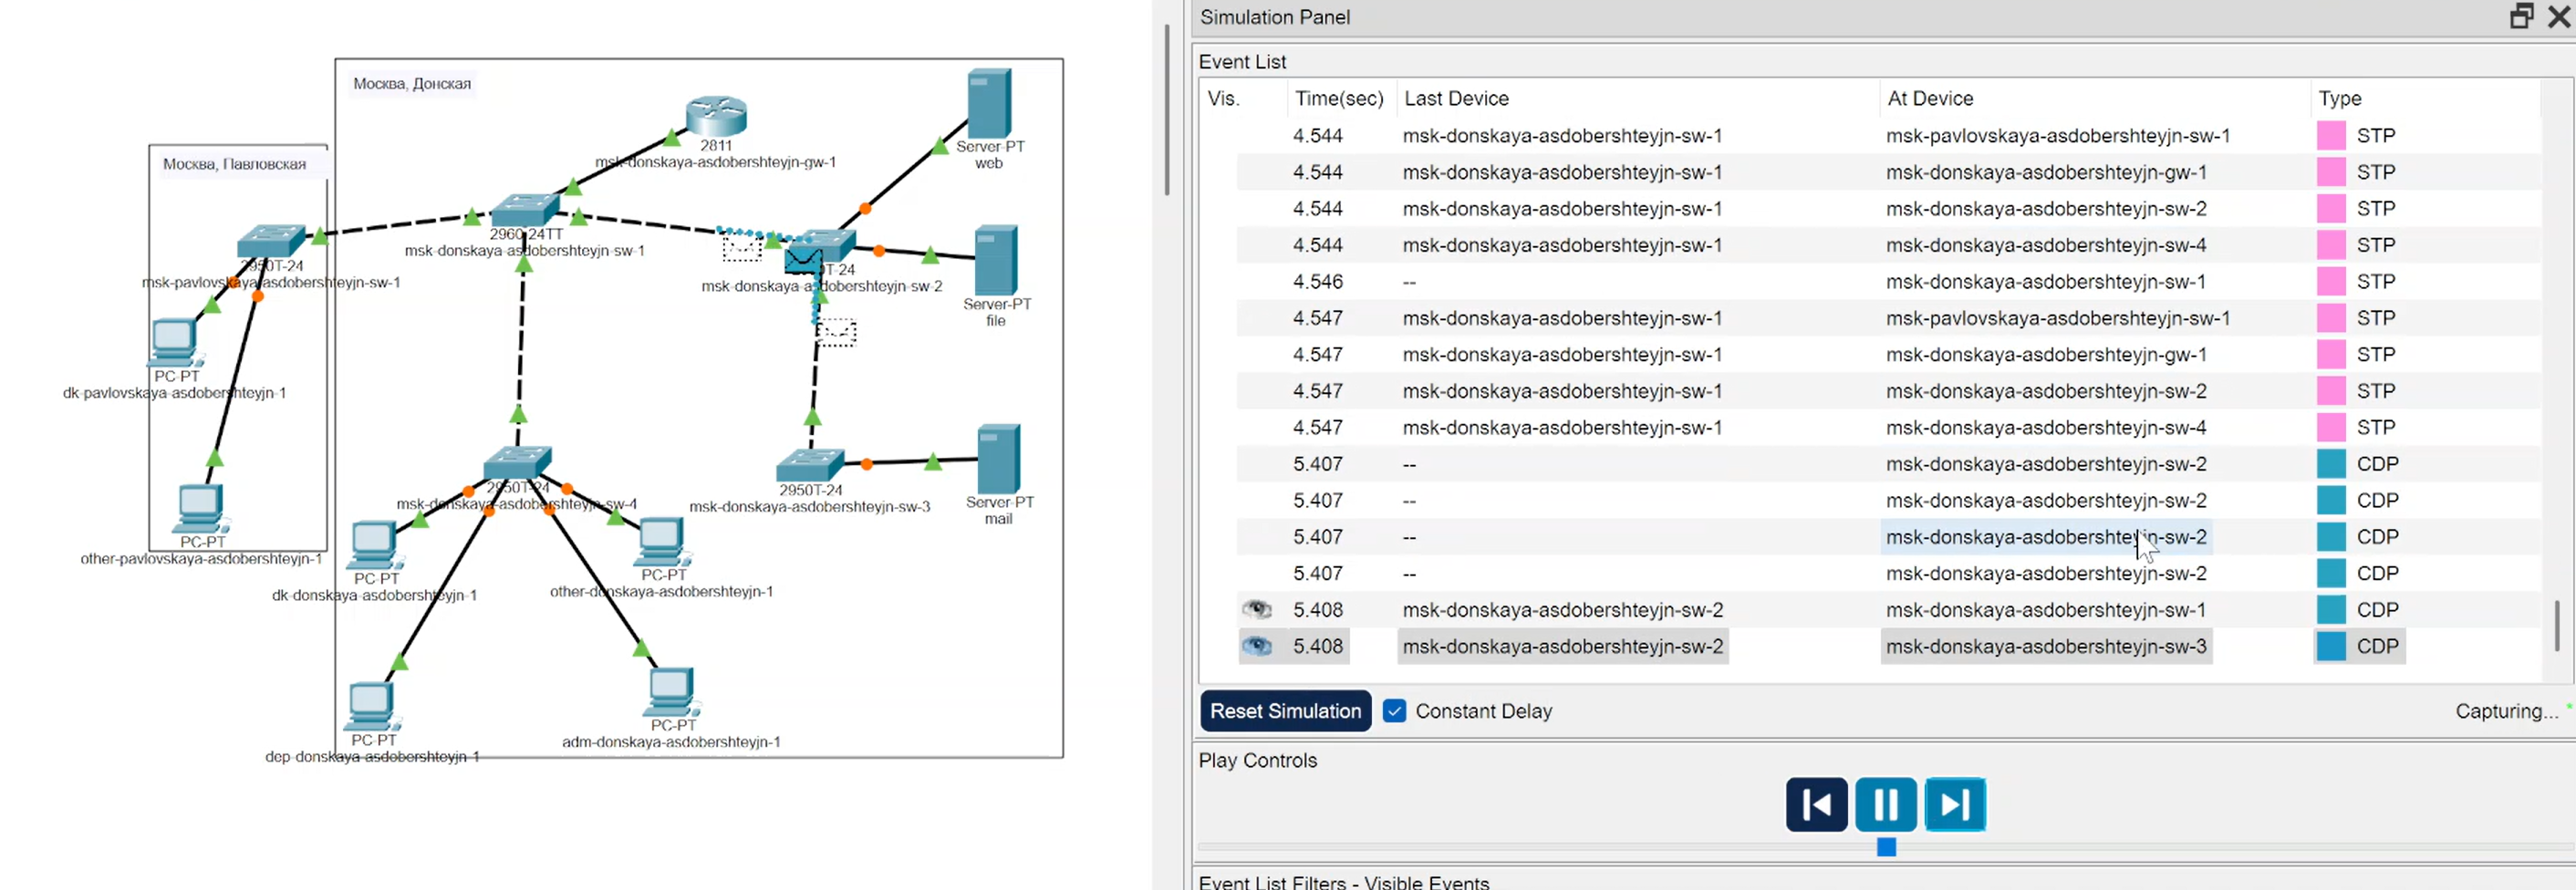 Москва, Донская
2811
msk-donskaya-asdobershteyjn-gw-1
Server-PT
web
Москва, Павловская
2960-24TT
msk-donskaya-asdobershteyjn-sw-1
2950T-24
msk-pavlovskaya-asdobershteyjn-sw-1
0T-24
msk-donskaya-asdobershteyjn-sw-2
Server-PT
file
PC-PT
dk-pavlovskaya-asdobershteyjn-1
2950T-24
msk-donskaya-asdobershteyjn-sw-4
2950T-24
msk-donskaya-asdobershteyjn-sw-3
Server-PT
mail
PC-PT
other-pavlovskaya-asdobershteyjn-1
PC-PT
dk-donskaya-asdobershteyjn-1
PC-PT
other-donskaya-asdobershteyjn-1
PC-PT
dep-donskaya-asdobershteyjn-1
PC-PT
adm-donskaya-asdobershteyjn-1
Simulation Panel
Event List
Vis. Time(sec) Last Device At Device Type
4.544 msk-donskaya-asdobershteyjn-sw-1 msk-pavlovskaya-asdobershteyjn-sw-1 STP
4.544 msk-donskaya-asdobershteyjn-sw-1 msk-donskaya-asdobershteyjn-gw-1 STP
4.544 msk-donskaya-asdobershteyjn-sw-1 msk-donskaya-asdobershteyjn-sw-2 STP
4.544 msk-donskaya-asdobershteyjn-sw-1 msk-donskaya-asdobershteyjn-sw-4 STP
4.546 -- msk-donskaya-asdobershteyjn-sw-1 STP
4.547 msk-donskaya-asdobershteyjn-sw-1 msk-pavlovskaya-asdobershteyjn-sw-1 STP
4.547 msk-donskaya-asdobershteyjn-sw-1 msk-donskaya-asdobershteyjn-gw-1 STP
4.547 msk-donskaya-asdobershteyjn-sw-1 msk-donskaya-asdobershteyjn-sw-2 STP
4.547 msk-donskaya-asdobershteyjn-sw-1 msk-donskaya-asdobershteyjn-sw-4 STP
5.407 -- msk-donskaya-asdobershteyjn-sw-2 CDP
5.407 -- msk-donskaya-asdobershteyjn-sw-2 CDP
5.407 -- msk-donskaya-asdobershteyjn-sw-2 CDP
5.407 -- msk-donskaya-asdobershteyjn-sw-2 CDP
5.408 msk-donskaya-asdobershteyjn-sw-2 msk-donskaya-asdobershteyjn-sw-1 CDP
5.408 msk-donskaya-asdobershteyjn-sw-2 msk-donskaya-asdobershteyjn-sw-3 CDP
Reset Simulation Constant Delay Capturing...
Play Controls
Event List Filters - Visible Events